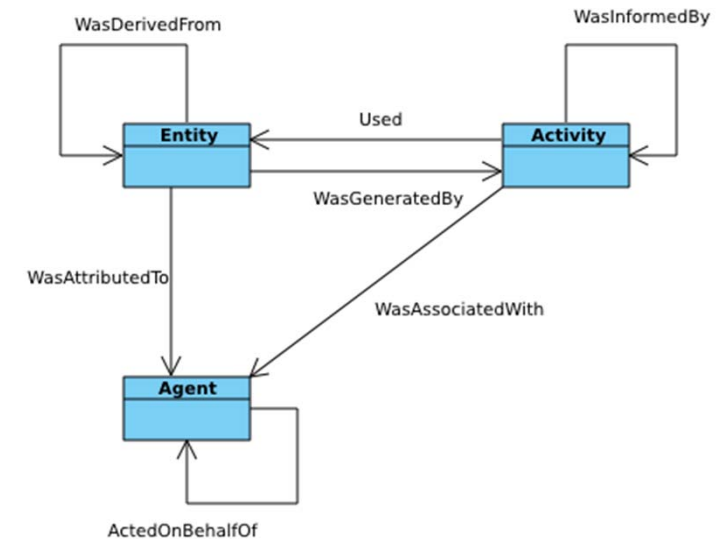 WasInformedBy
WasDerivedFrom
Used
Entity
Activity
WasGeneratedBy
WasAttributedTo
WasAssociatedWith
Agent
ActedOnBehalfOf